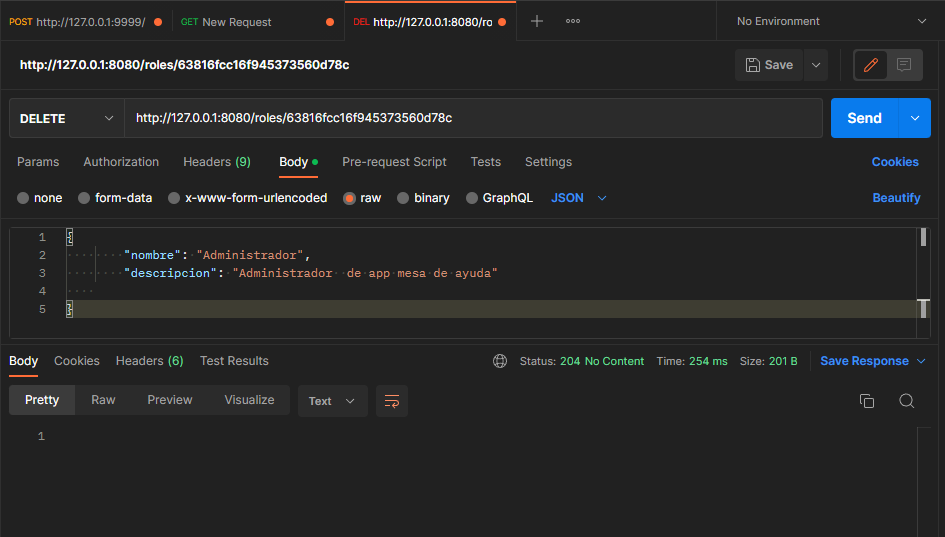 POST http://127.0.0.1:9999/ GET New Request DEL http://127.0.0.1:8080/ro No Environment
http://127.0.0.1:8080/roles/63816fcc16f945373560d78c Save
DELETE http://127.0.0.1:8080/roles/63816fcc16f945373560d78c Send
Params Authorization Headers (9) Body Pre-request Script Tests Settings Cookies
none form-data x-www-form-urlencoded raw binary GraphQL JSON Beautify
1 {
2 "nombre": "Administrador",
3 "descripcion": "Administrador  de app mesa de ayuda"
4
5 }
Body Cookies Headers (6) Test Results Status: 204 No Content Time: 254 ms Size: 201 B Save Response
Pretty Raw Preview Visualize Text
1